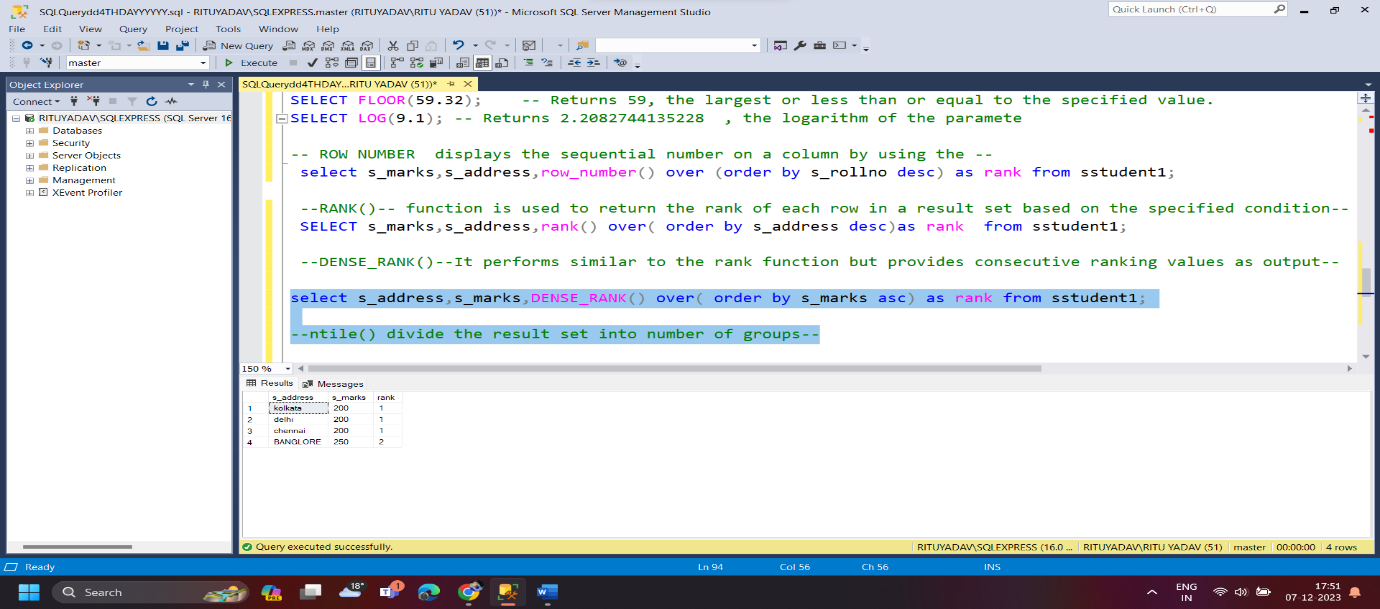 SQLQuerydd4THDAYYYYYY.sql - RITUYADAV\SQLEXPRESS.master (RITUYADAV\RITU YADAV (51))* - Microsoft SQL Server Management Studio
Quick Launch (Ctrl+Q)
File Edit View Query Project Tools Window Help
New Query
master
Execute
Object Explorer
SQLQuerydd4THDAY...RITU YADAV (51))*
Connect
RITUYADAV\SQLEXPRESS (SQL Server 16
Databases
Security
Server Objects
Replication
Management
XEvent Profiler
SELECT FLOOR(59.32);    -- Returns 59, the largest or less than or equal to the specified value.
SELECT LOG(9.1); -- Returns 2.2082744135228  , the logarithm of the paramete
-- ROW NUMBER  displays the sequential number on a column by using the --
select s_marks,s_address,row_number() over (order by s_rollno desc) as rank from sstudent1;
--RANK()-- function is used to return the rank of each row in a result set based on the specified condition--
SELECT s_marks,s_address,rank() over( order by s_address desc)as rank  from sstudent1;
--DENSE_RANK()--It performs similar to the rank function but provides consecutive ranking values as output--
select s_address,s_marks,DENSE_RANK() over( order by s_marks asc) as rank from sstudent1;
--ntile() divide the result set into number of groups--
150 %
Results Messages
s_address s_marks rank
1 kolkata 200 1
2 delhi 200 1
3 chennai 200 1
4 BANGLORE 250 2
Query executed successfully.
RITUYADAV\SQLEXPRESS (16.0 ... RITUYADAV\RITU YADAV (51) master 00:00:00 4 rows
Ready Ln 94 Col 56 Ch 56 INS
Search
18°
1
ENG
IN
17:51
07-12-2023